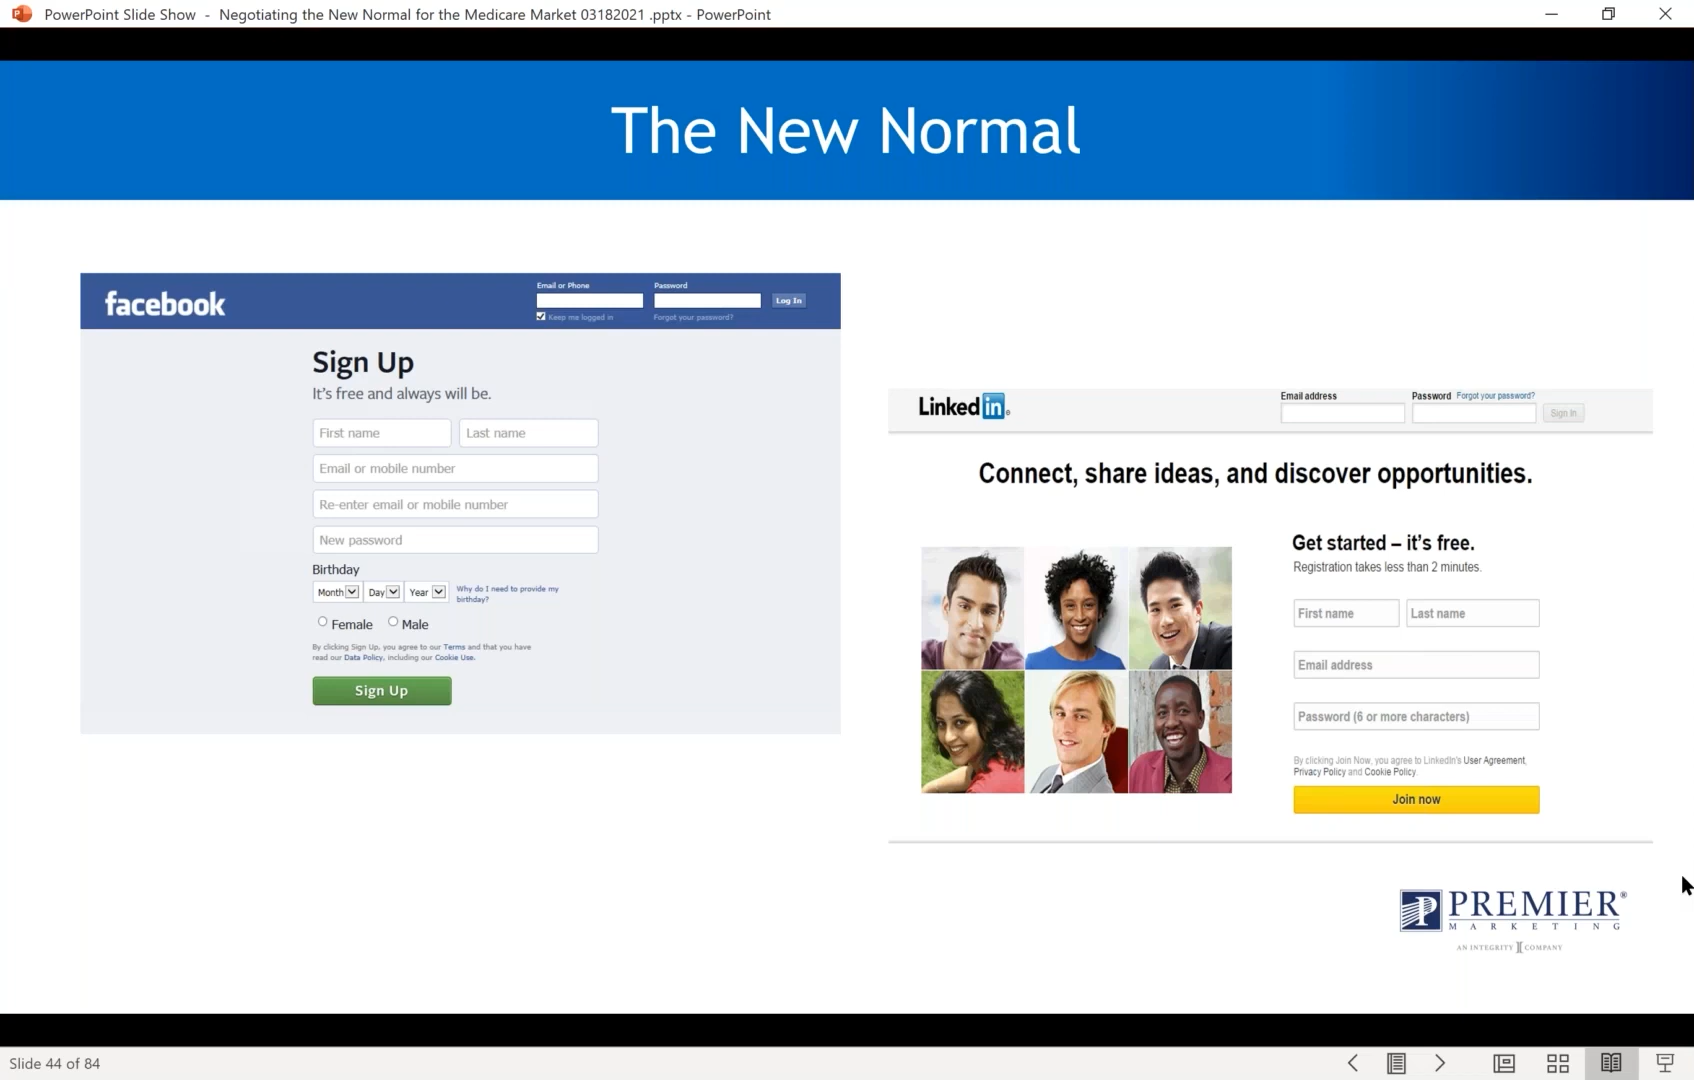 PowerPoint Slide Show - Negotiating the New Normal for the Medicare Market 03182021 .pptx - PowerPoint
The New Normal
facebook
Email or Phone
Password
Log In
Keep me logged in
Forgot your password?
Sign Up
It's free and always will be.
First name
Last name
Email or mobile number
Re-enter email or mobile number
New password
Birthday
Month
Day
Year
Why do I need to provide my
birthday?
Female
Male
By clicking Sign Up, you agree to our Terms and that you have
read our Data Policy, including our Cookie Use.
Sign Up
Linked in®
Email address
Password
Forgot your password?
Sign In
Connect, share ideas, and discover opportunities.
Get started – it's free.
Registration takes less than 2 minutes.
First name
Last name
Email address
Password (6 or more characters)
By clicking Join Now, you agree to LinkedIn's User Agreement,
Privacy Policy and Cookie Policy.
Join now
PREMIER®
MARKETING
AN INTEGRITY COMPANY
Slide 44 of 84